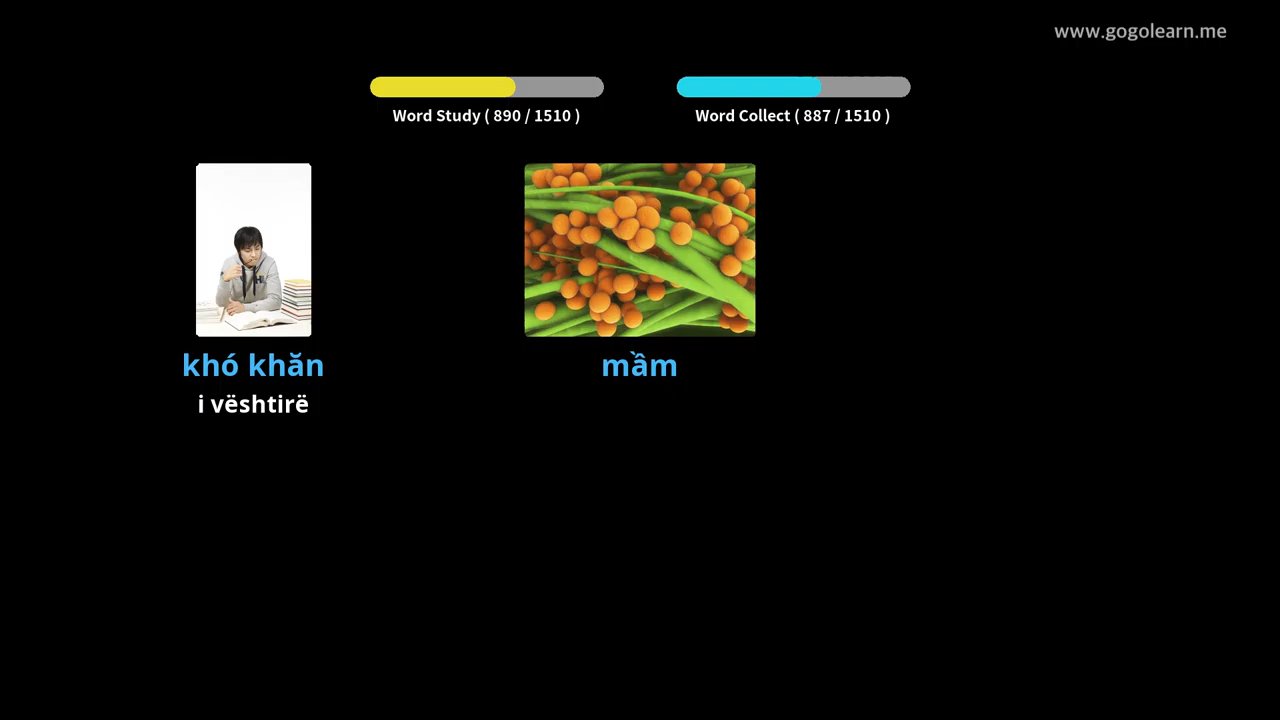 www.gogolearn.me
Word Study ( 890 / 1510 )
Word Collect ( 887 / 1510 )
khó khăn
i vështirë
mầm